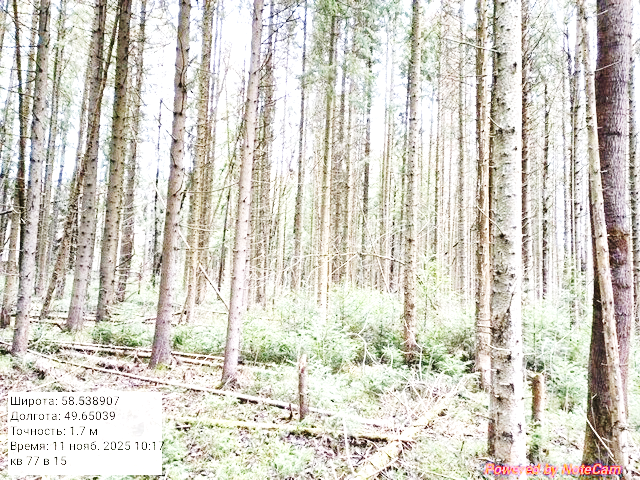 Широта: 58.538907
Долгота: 49.65039
Точность: 1.7 м
Время: 11 нояб. 2025 10:17
кв 77 в 15
Powered by NoteCam